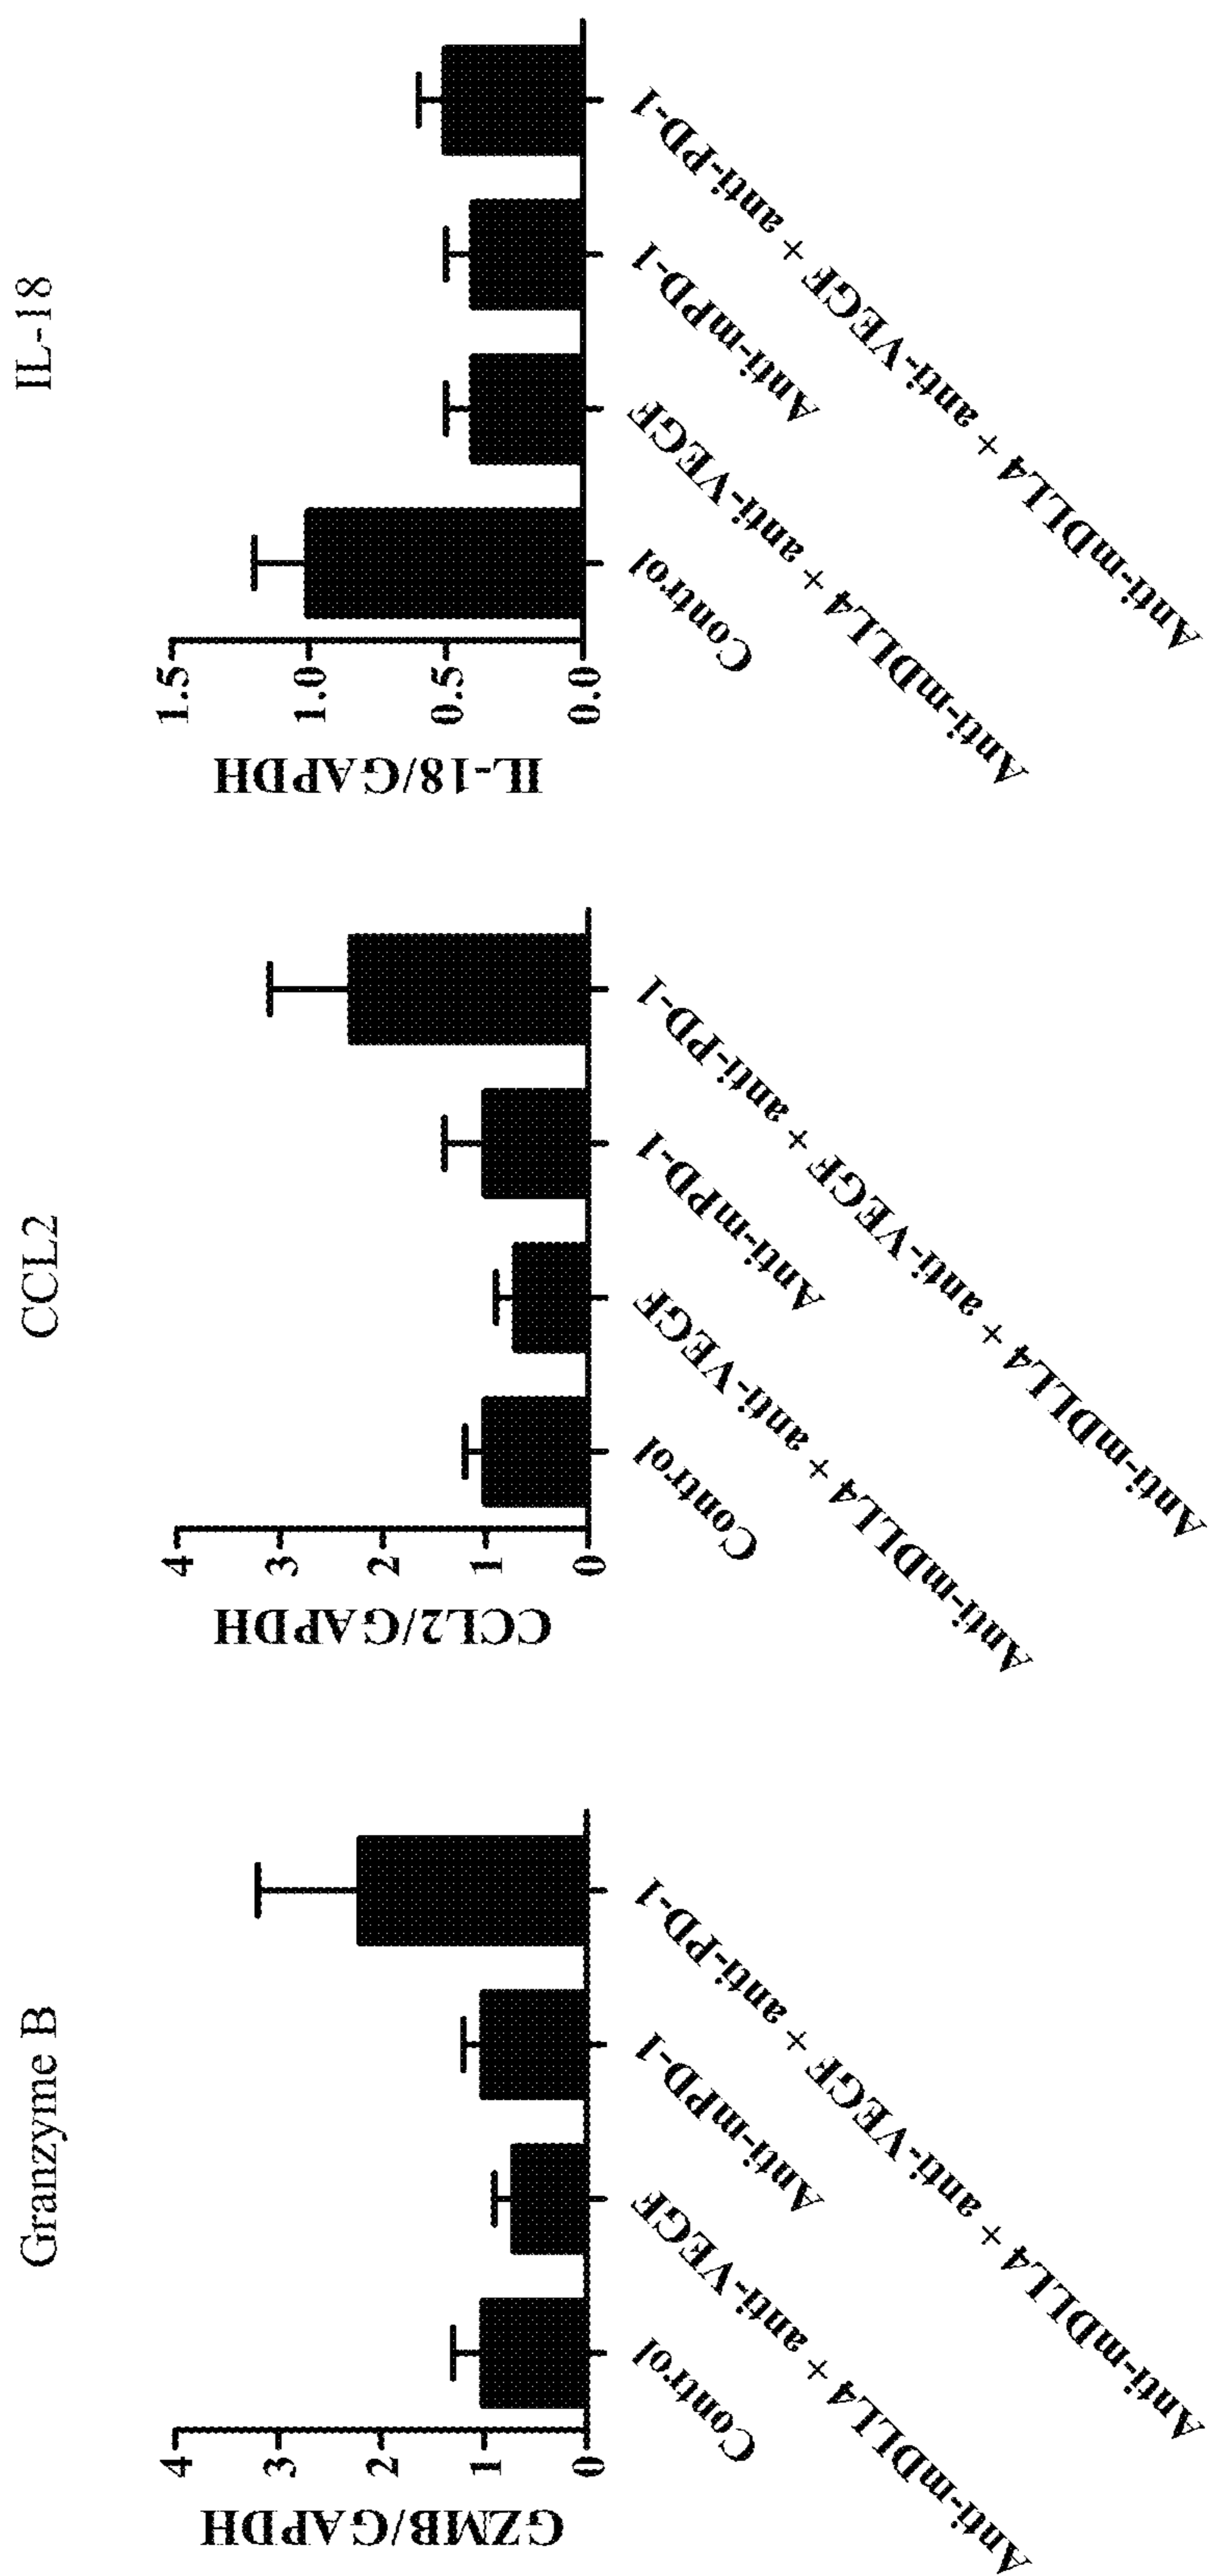 Granzyme B
GZMB/GAPDH
4
3
2
1
0
Control
Anti-mDLL4 + anti-VEGF
Anti-mPD-1
Anti-mDLL4 + anti-VEGF + anti-PD-1
CCL2
CCL2/GAPDH
4
3
2
1
0
Control
Anti-mDLL4 + anti-VEGF
Anti-mPD-1
Anti-mDLL4 + anti-VEGF + anti-PD-1
IL-18
IL-18/GAPDH
1.5
1.0
0.5
0.0
Control
Anti-mDLL4 + anti-VEGF
Anti-mPD-1
Anti-mDLL4 + anti-VEGF + anti-PD-1